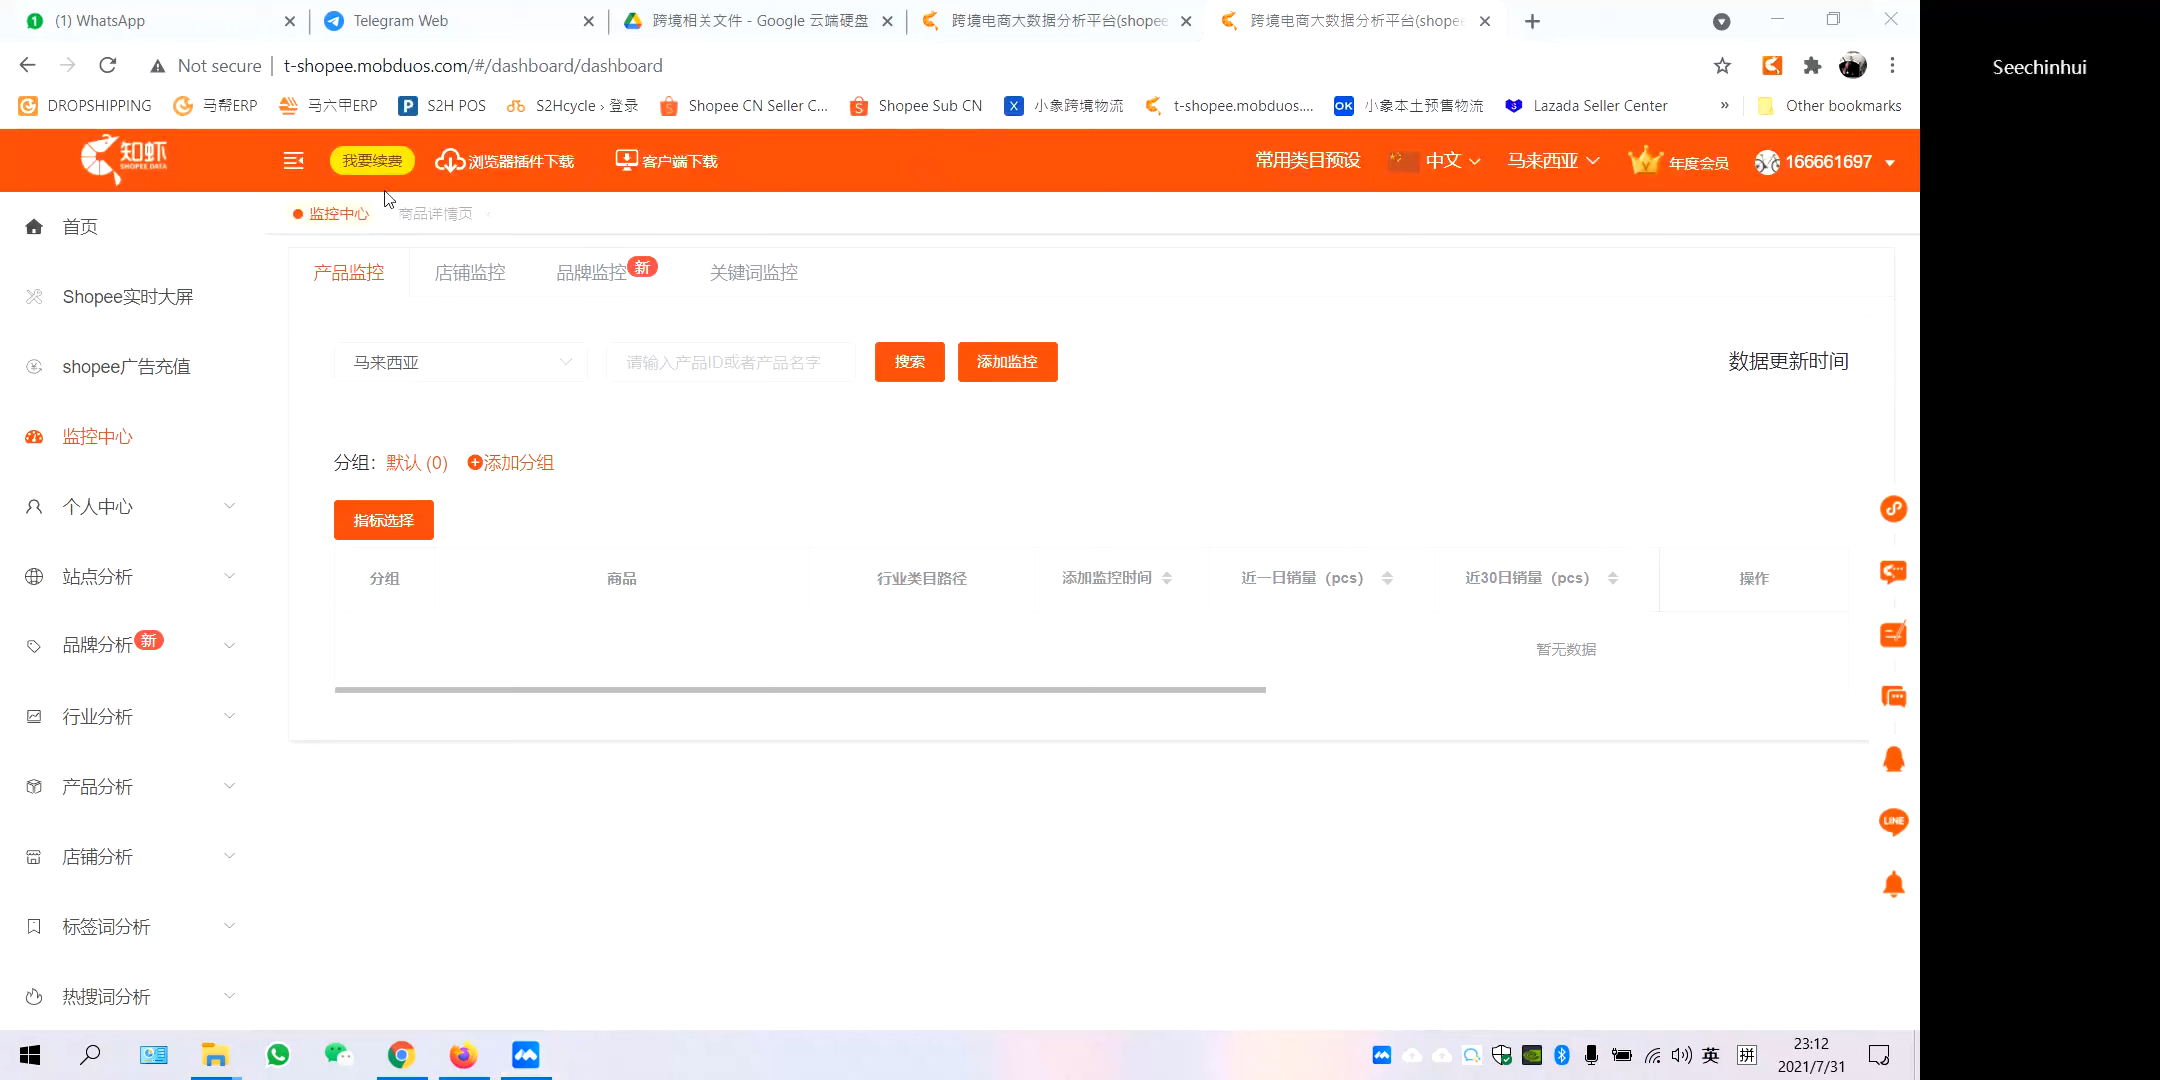 (1) WhatsApp
Telegram Web
跨境相关文件 - Google 云端硬盘
跨境电商大数据分析平台(shopee
跨境电商大数据分析平台(shopee
Not secure
t-shopee.mobduos.com/#/dashboard/dashboard
Seechinhui
DROPSHIPPING
马帮ERP
马六甲ERP
S2H POS
S2Hcycle › 登录
Shopee CN Seller C...
Shopee Sub CN
小象跨境物流
t-shopee.mobduos....
OK
小象本土预售物流
Lazada Seller Center
»
Other bookmarks
知虾
SHOPEE DATA
我要续费
浏览器插件下载
客户端下载
常用类目预设
中文
马来西亚
年度会员
166661697
监控中心
商品详情页
首页
Shopee实时大屏
shopee广告充值
监控中心
个人中心
站点分析
品牌分析
新
行业分析
产品分析
店铺分析
标签词分析
热搜词分析
产品监控
店铺监控
品牌监控
新
关键词监控
马来西亚
请输入产品ID或者产品名字
搜索
添加监控
数据更新时间
分组：
默认 (0)
添加分组
指标选择
分组
商品
行业类目路径
添加监控时间
近一日销量（pcs）
近30日销量（pcs）
操作
暂无数据
LINE
英
拼
23:12
2021/7/31